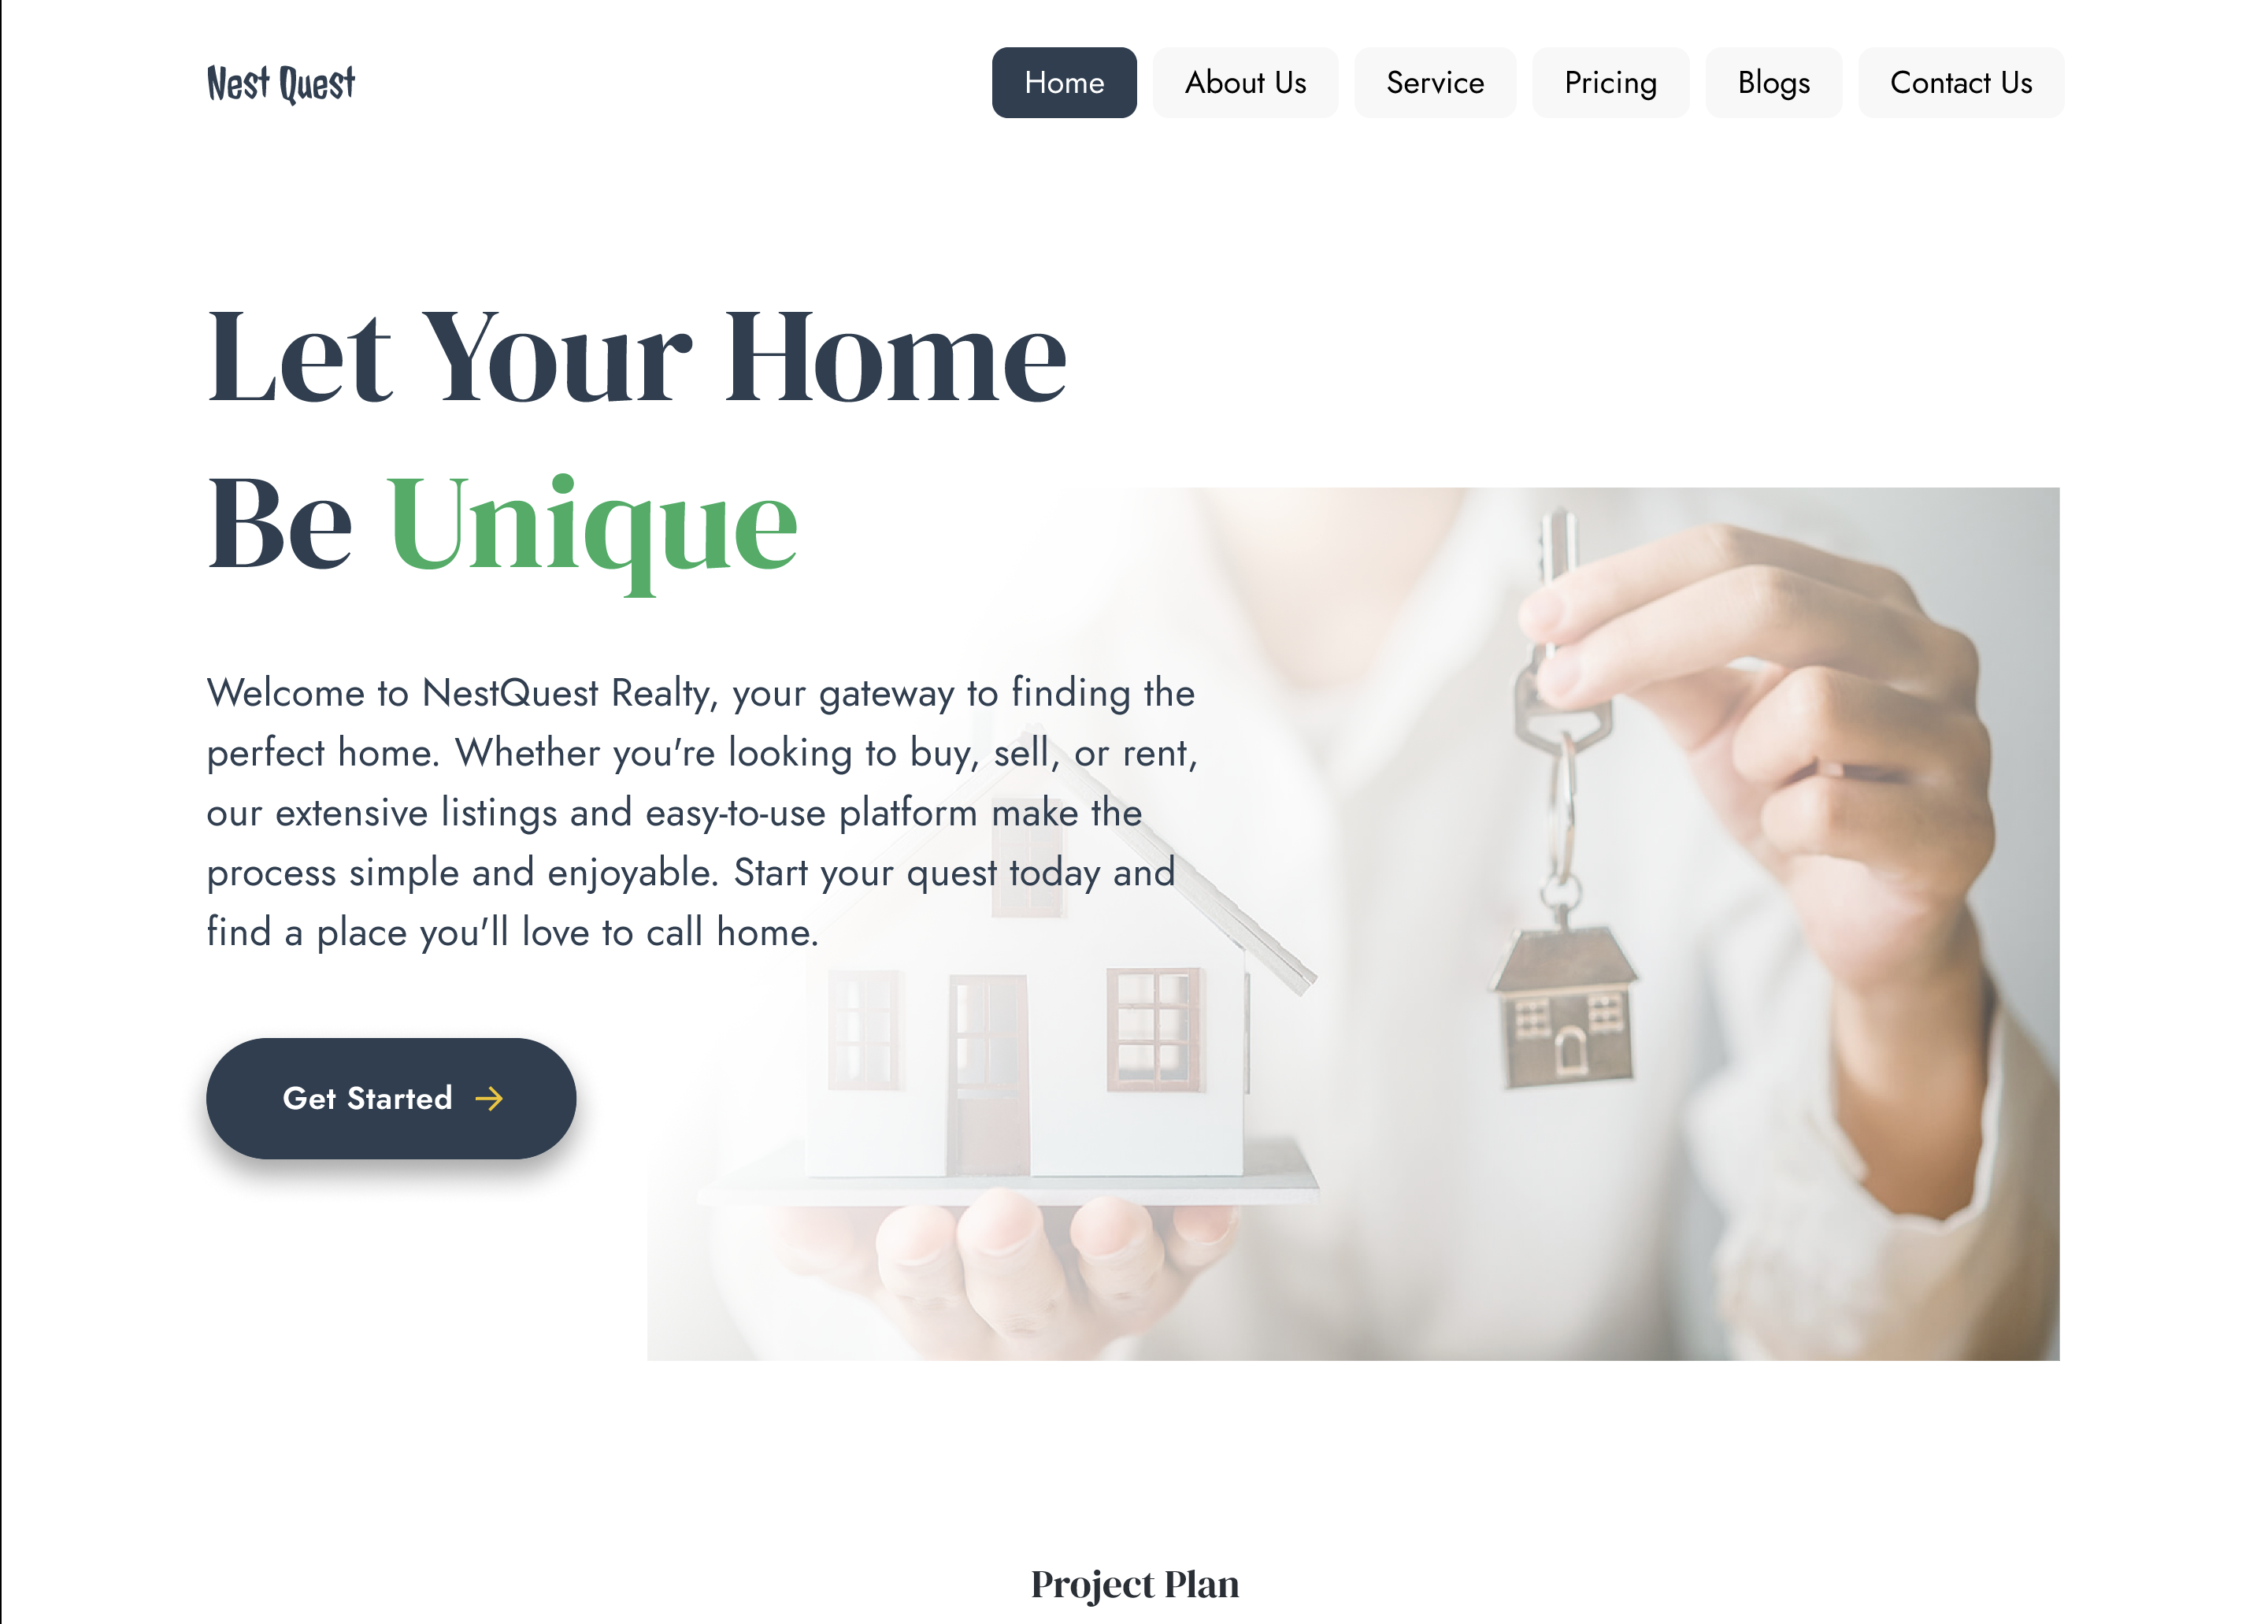 Nest Quest
Home
About Us
Service
Pricing
Blogs
Contact Us
Let Your Home
Be Unique
Welcome to NestQuest Realty, your gateway to finding the
perfect home. Whether you're looking to buy, sell, or rent,
our extensive listings and easy-to-use platform make the
process simple and enjoyable. Start your quest today and
find a place you'll love to call home.
Get Started
Project Plan